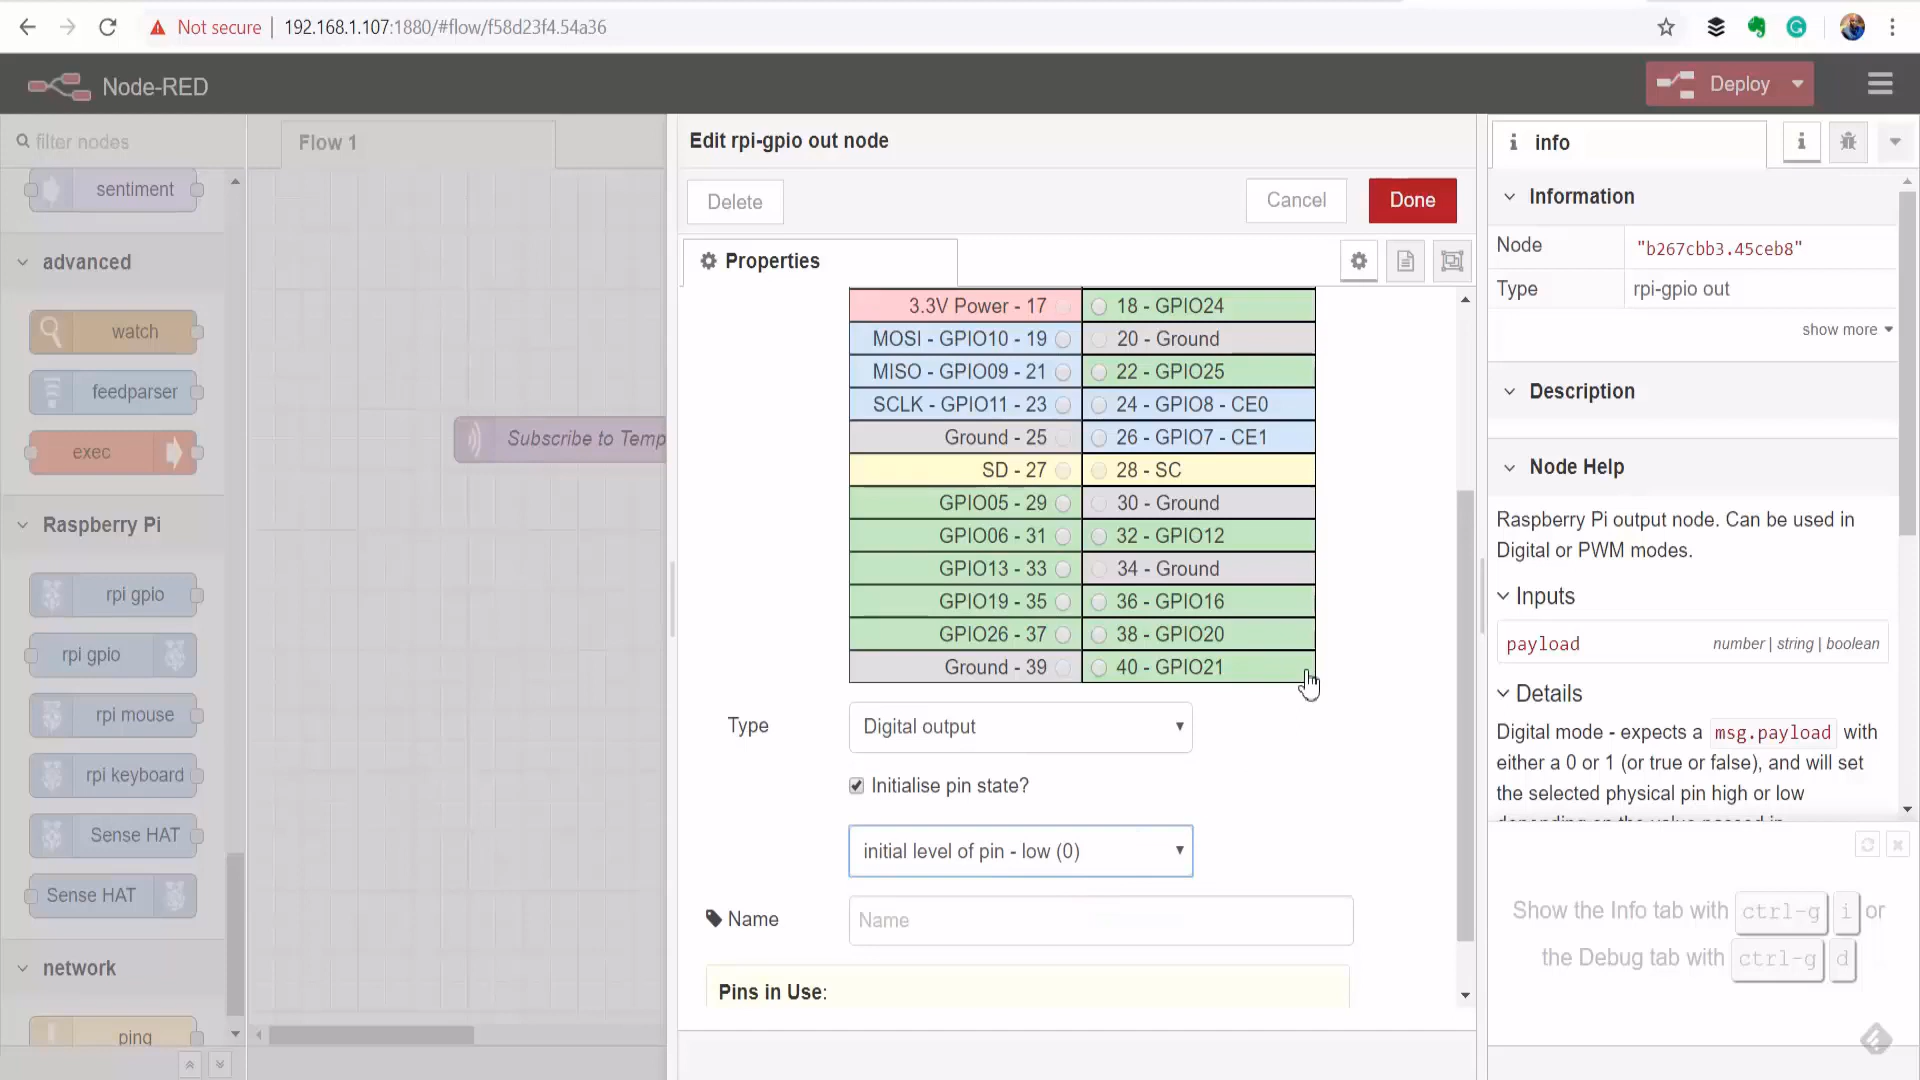 Not secure
192.168.1.107:1880/#flow/f58d23f4.54a36
Node-RED
Deploy
filter nodes
sentiment
advanced
watch
feedparser
exec
Raspberry Pi
rpi gpio
rpi gpio
rpi mouse
rpi keyboard
Sense HAT
Sense HAT
network
ping
Flow 1
Subscribe to Temp
Edit rpi-gpio out node
Delete
Cancel
Done
Properties
3.3V Power - 17
18 - GPIO24
MOSI - GPIO10 - 19
20 - Ground
MISO - GPIO09 - 21
22 - GPIO25
SCLK - GPIO11 - 23
24 - GPIO8 - CE0
Ground - 25
26 - GPIO7 - CE1
SD - 27
28 - SC
GPIO05 - 29
30 - Ground
GPIO06 - 31
32 - GPIO12
GPIO13 - 33
34 - Ground
GPIO19 - 35
36 - GPIO16
GPIO26 - 37
38 - GPIO20
Ground - 39
40 - GPIO21
Type
Digital output
Initialise pin state?
initial level of pin - low (0)
Name
Name
Pins in Use:
info
Information
Node
"b267cbb3.45ceb8"
Type
rpi-gpio out
show more
Description
Node Help
Raspberry Pi output node. Can be used in
Digital or PWM modes.
Inputs
payload
number | string | boolean
Details
Digital mode - expects a msg.payload with
either a 0 or 1 (or true or false), and will set
the selected physical pin high or low
depending on the value passed in
Show the Info tab with ctrl-g i or
the Debug tab with ctrl-g d